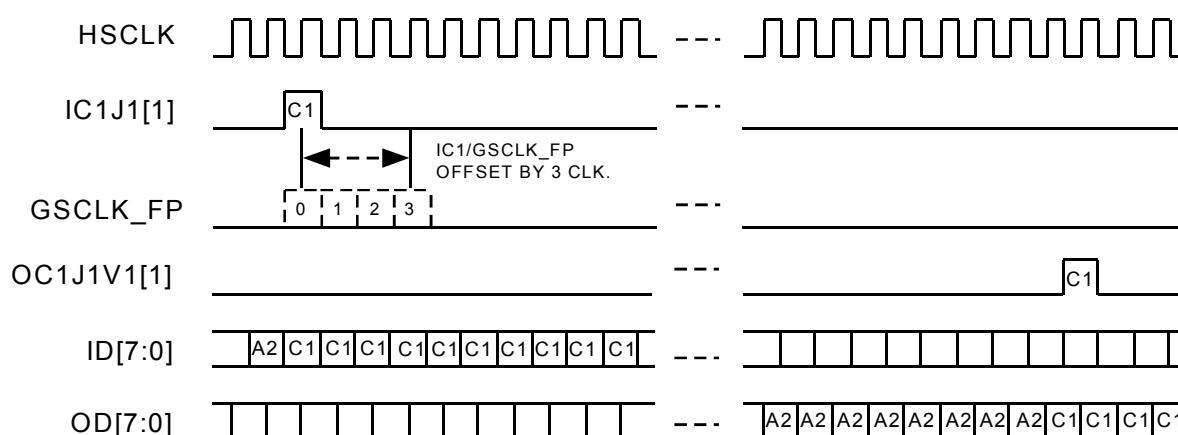 HSCLK
IC1J1[1]
C1
IC1/GSCLK_FP
OFFSET BY 3 CLK.
GSCLK_FP
0 1 2 3
OC1J1V1[1]
C1
ID[7:0]
A2 C1 C1 C1 C1 C1 C1 C1 C1 C1 C1
OD[7:0]
A2 A2 A2 A2 A2 A2 A2 A2 C1 C1 C1 C1